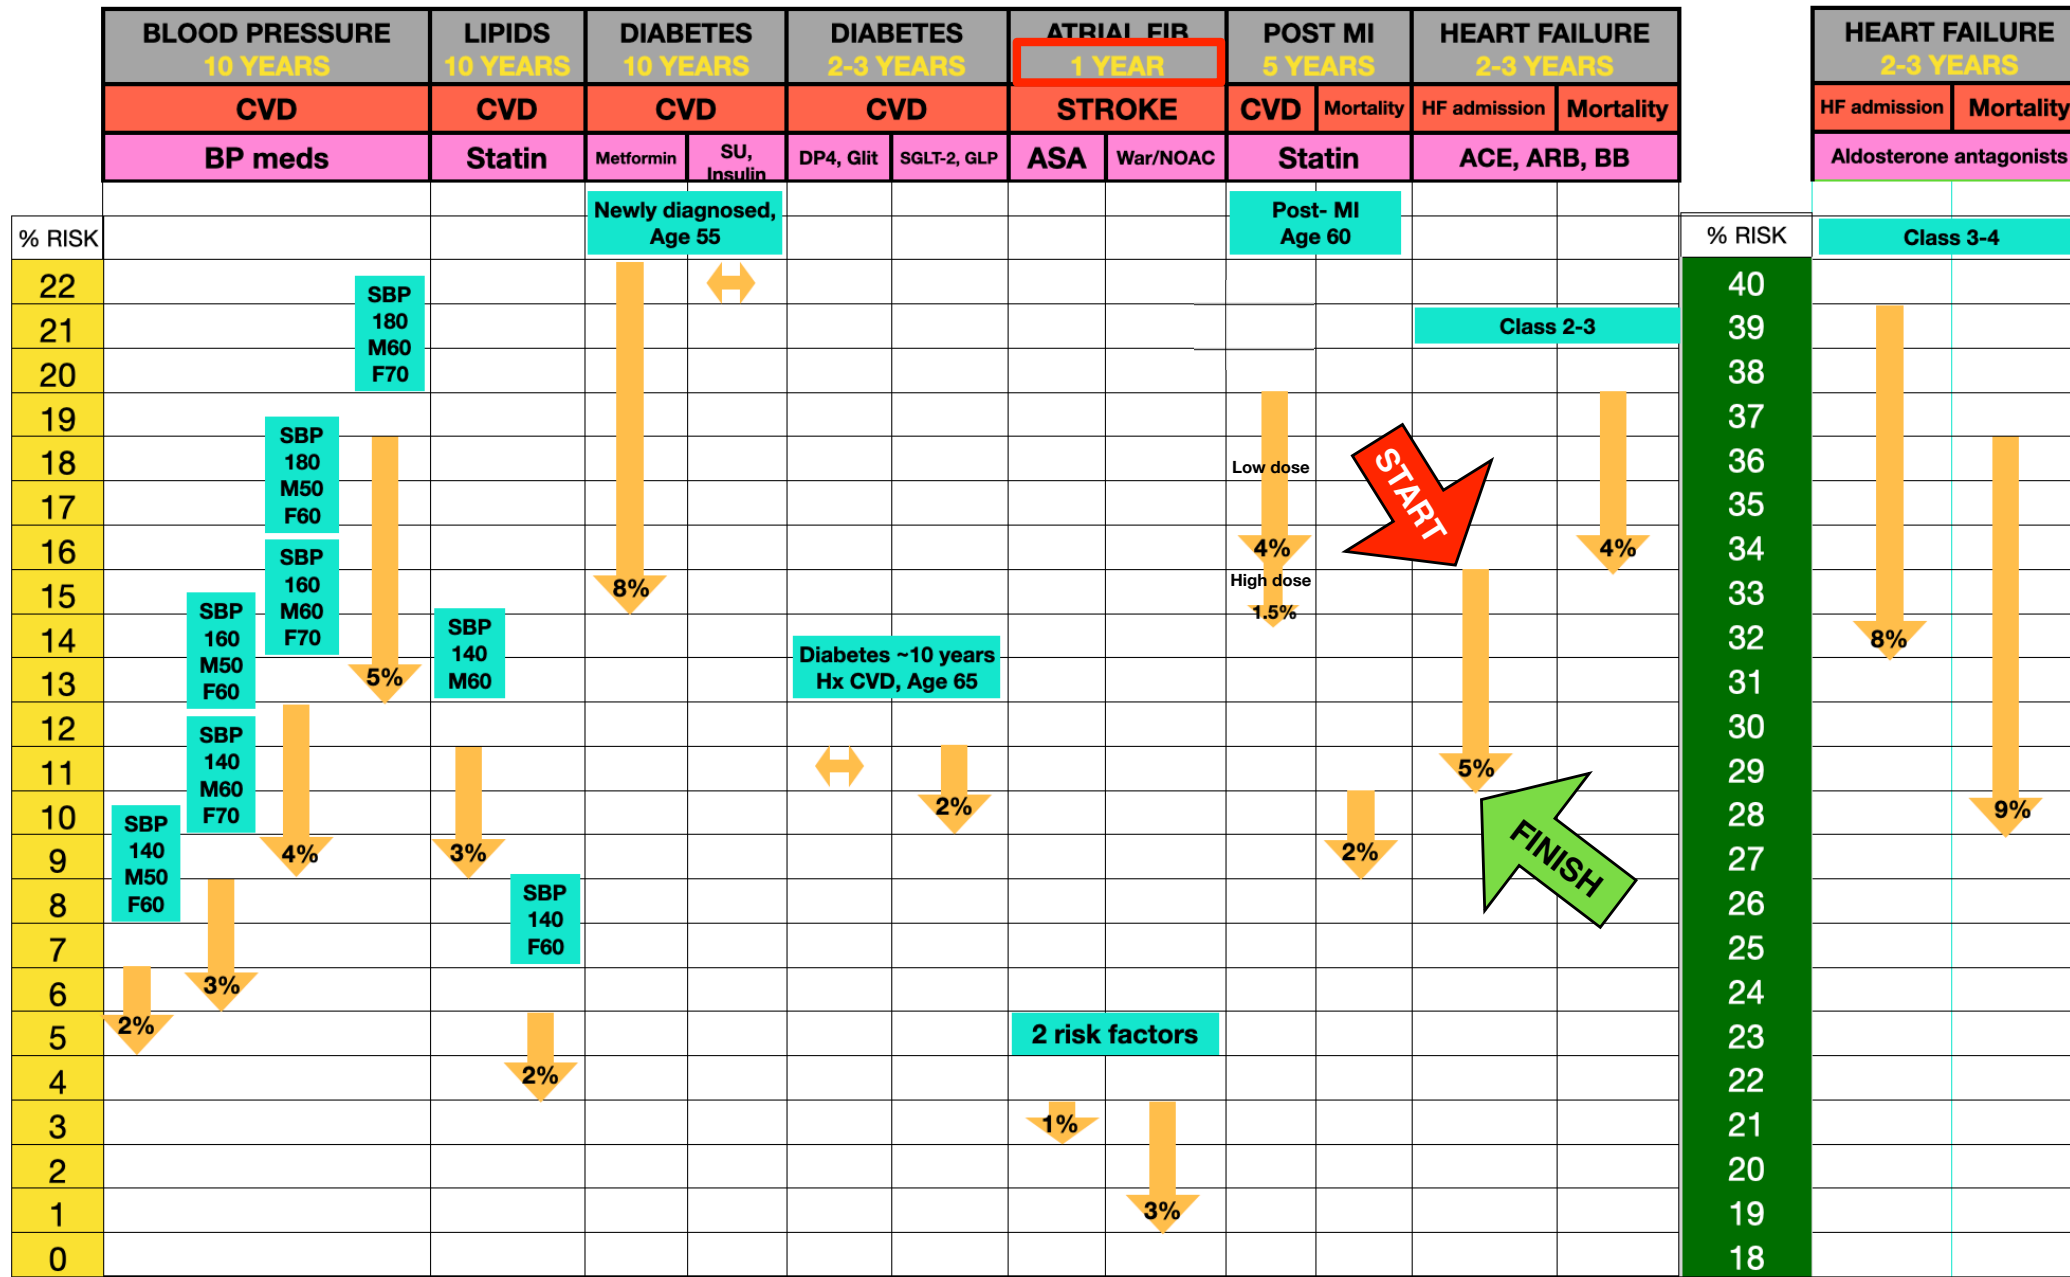 BLOOD PRESSURE
10 YEARS
LIPIDS
10 YEARS
DIABETES
10 YEARS
DIABETES
2-3 YEARS
ATRIAL FIB
1 YEAR
POST MI
5 YEARS
HEART FAILURE
2-3 YEARS
HEART FAILURE
2-3 YEARS
CVD
CVD
CVD
CVD
STROKE
CVD
Mortality
HF admission
Mortality
HF admission
Mortality
BP meds
Statin
Metformin
SU,
Insulin
DP4, Glit
SGLT-2, GLP
ASA
War/NOAC
Statin
ACE, ARB, BB
Aldosterone antagonists
% RISK
22
21
20
19
18
17
16
15
14
13
12
11
10
9
8
7
6
5
4
3
2
1
0
SBP
140
M50
F60
2%
SBP
160
M50
F60
SBP
140
M60
F70
3%
SBP
180
M50
F60
SBP
160
M60
F70
4%
SBP
180
M60
F70
5%
SBP
140
M60
3%
SBP
140
F60
2%
Newly diagnosed,
Age 55
8%
Diabetes ~10 years
Hx CVD, Age 65
2%
2 risk factors
1%
3%
Post- MI
Age 60
Low dose
4%
High dose
1.5%
2%
Class 2-3
START
5%
FINISH
4%
% RISK
40
39
38
37
36
35
34
33
32
31
30
29
28
27
26
25
24
23
22
21
20
19
18
Class 3-4
8%
9%